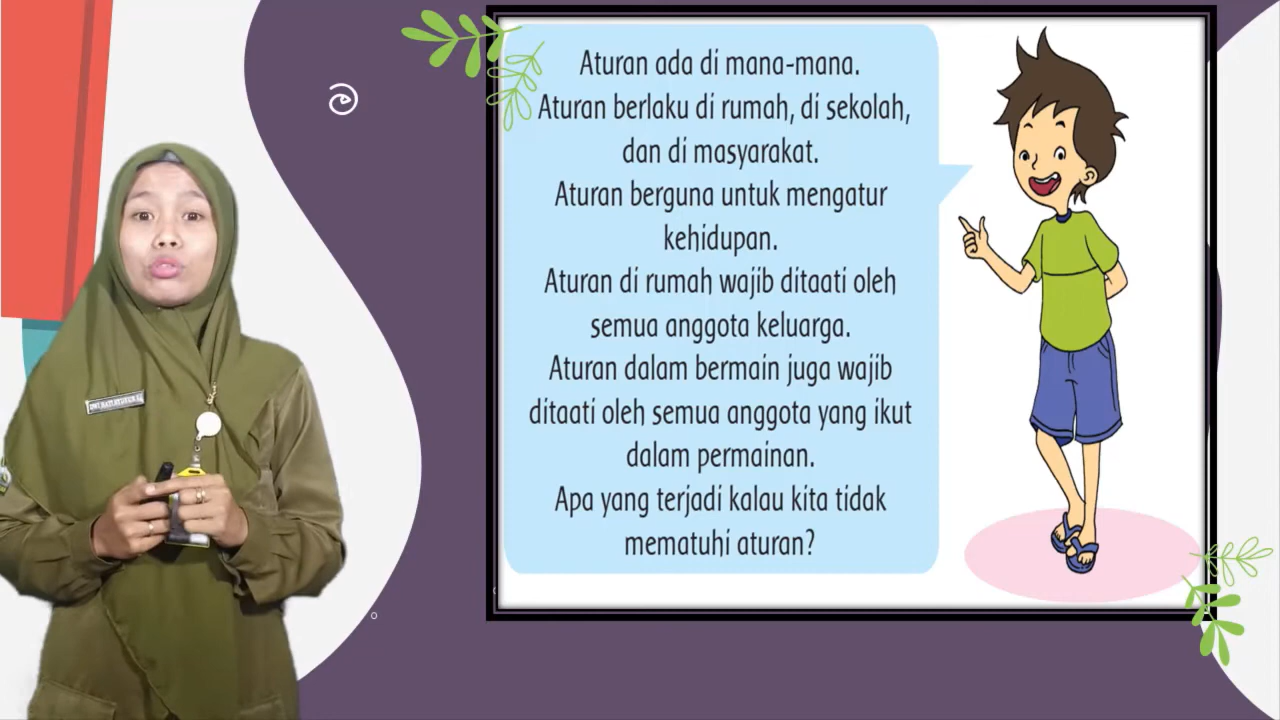 Aturan ada di mana-mana.
Aturan berlaku di rumah, di sekolah,
dan di masyarakat.
Aturan berguna untuk mengatur
kehidupan.
Aturan di rumah wajib ditaati oleh
semua anggota keluarga.
Aturan dalam bermain juga wajib
ditaati oleh semua anggota yang ikut
dalam permainan.
Apa yang terjadi kalau kita tidak
mematuhi aturan?